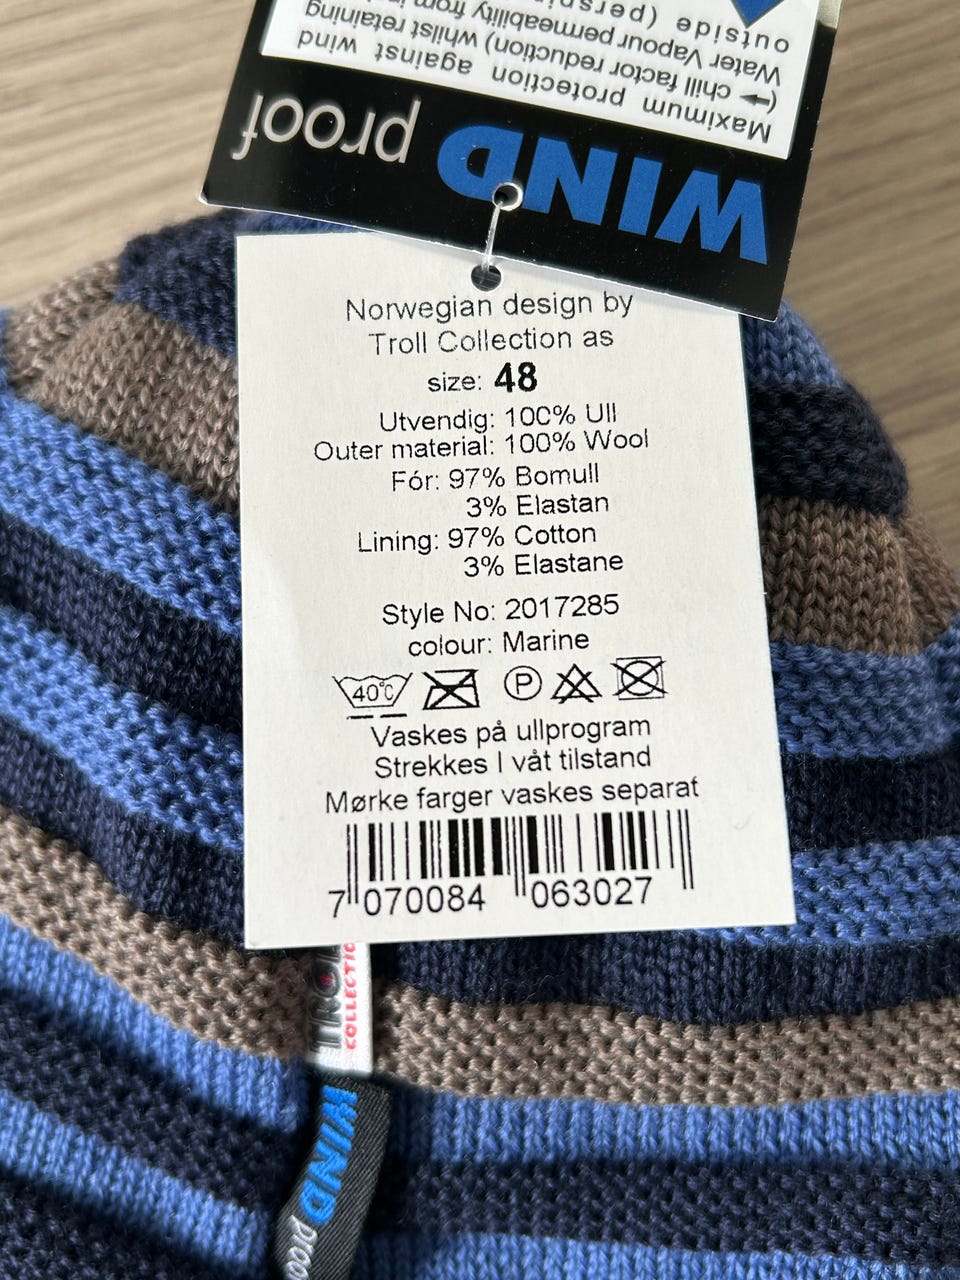 WIND proof
Maximum protection against wind
chill factor reduction) whilst retaining
Water Vapour permeability from
outside
Norwegian design by
Troll Collection as
size: 48
Utvendig: 100% Ull
Outer material: 100% Wool
Fór: 97% Bomull
3% Elastan
Lining: 97% Cotton
3% Elastane
Style No: 2017285
colour: Marine
40°C
P
Vaskes på ullprogram
Strekkes I våt tilstand
Mørke farger vaskes separat
7 070084 063027
COLLECTIO
WIND